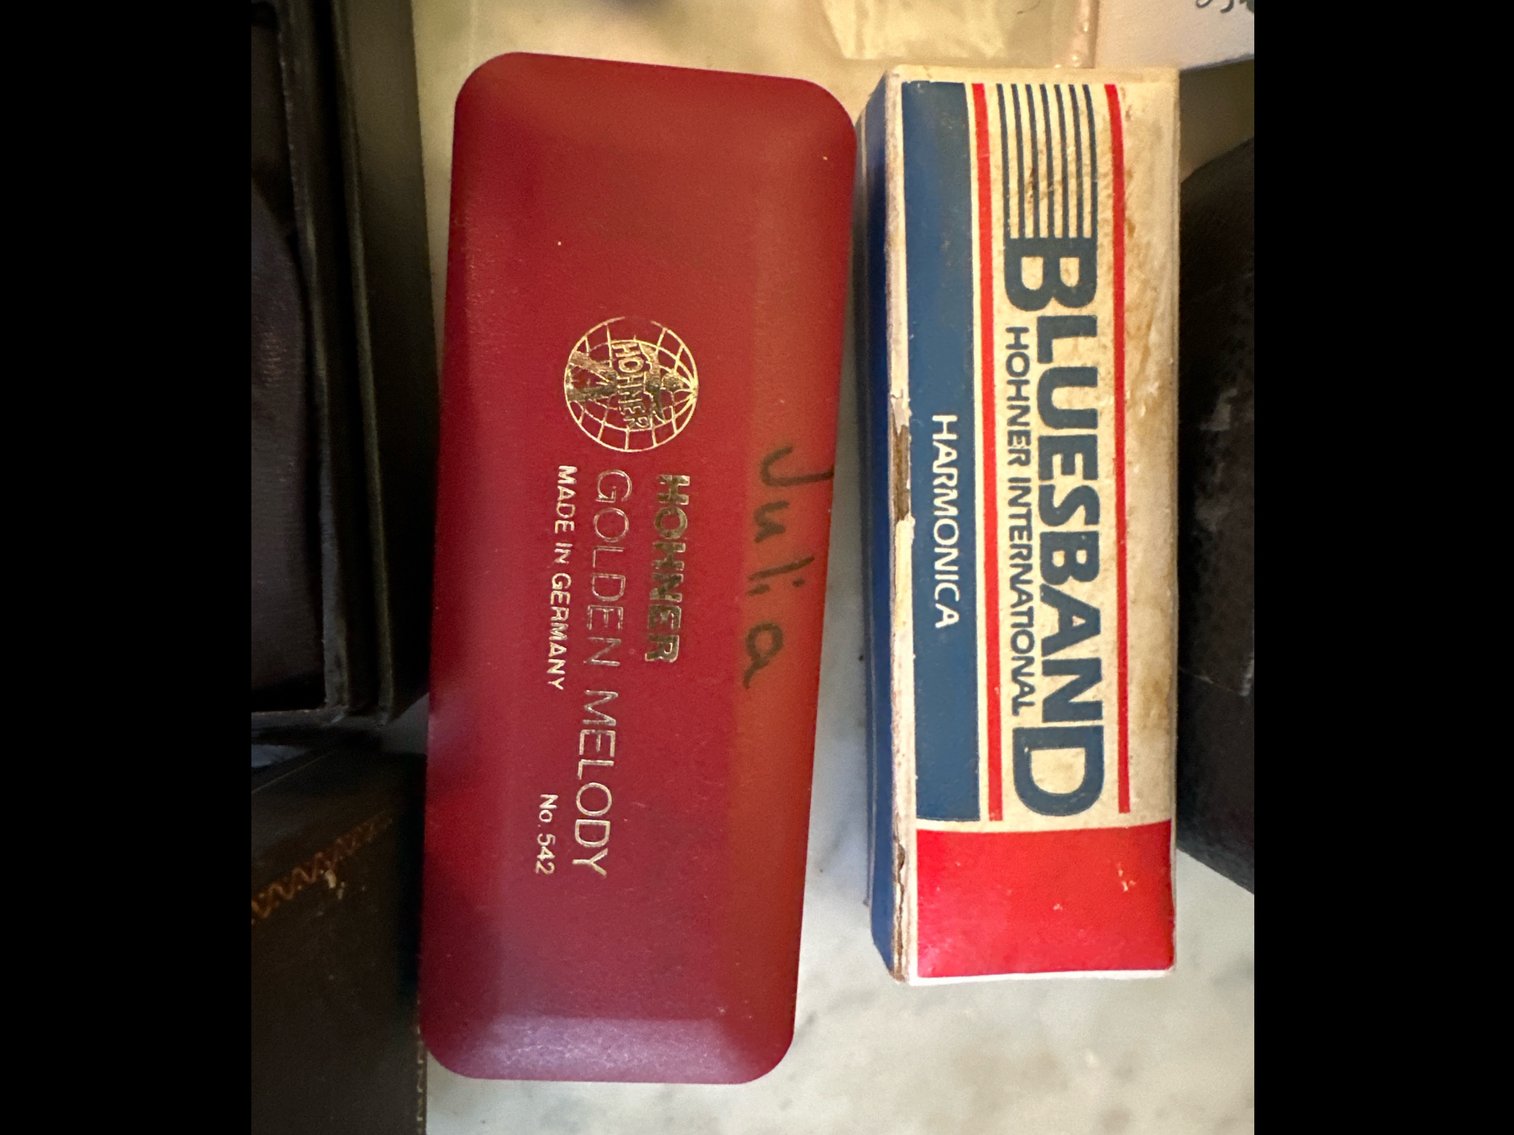 Julia
HOHNER
HOHNER
GOLDEN MELODY
MADE IN GERMANY
No. 542
BLUESBAND
HOHNER INTERNATIONAL
HARMONICA